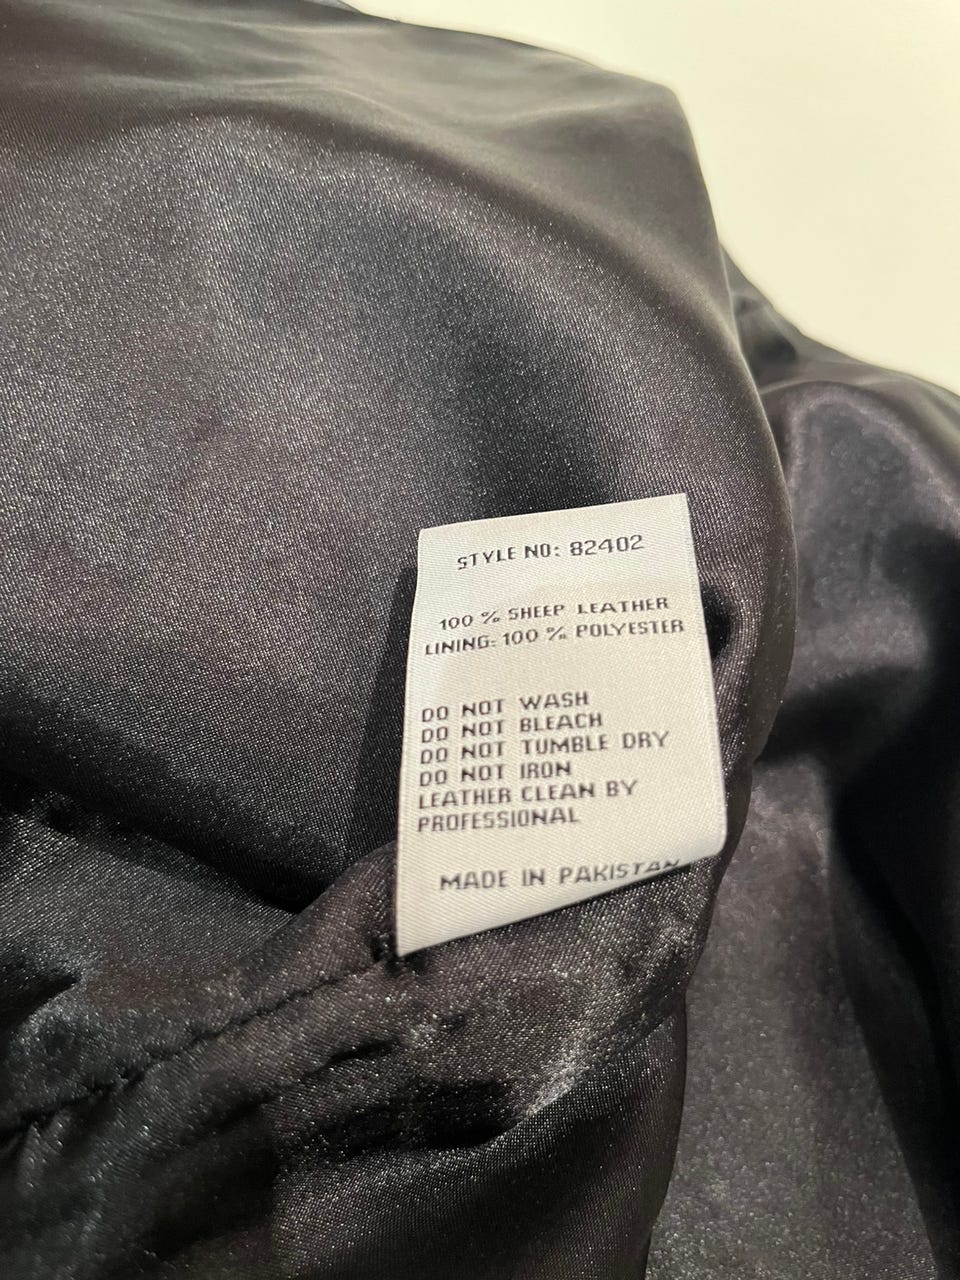 STYLE NO: 82402
100 % SHEEP LEATHER
LINING: 100 % POLYESTER
DO NOT WASH
DO NOT BLEACH
DO NOT TUMBLE DRY
DO NOT IRON
LEATHER CLEAN BY
PROFESSIONAL
MADE IN PAKISTAN